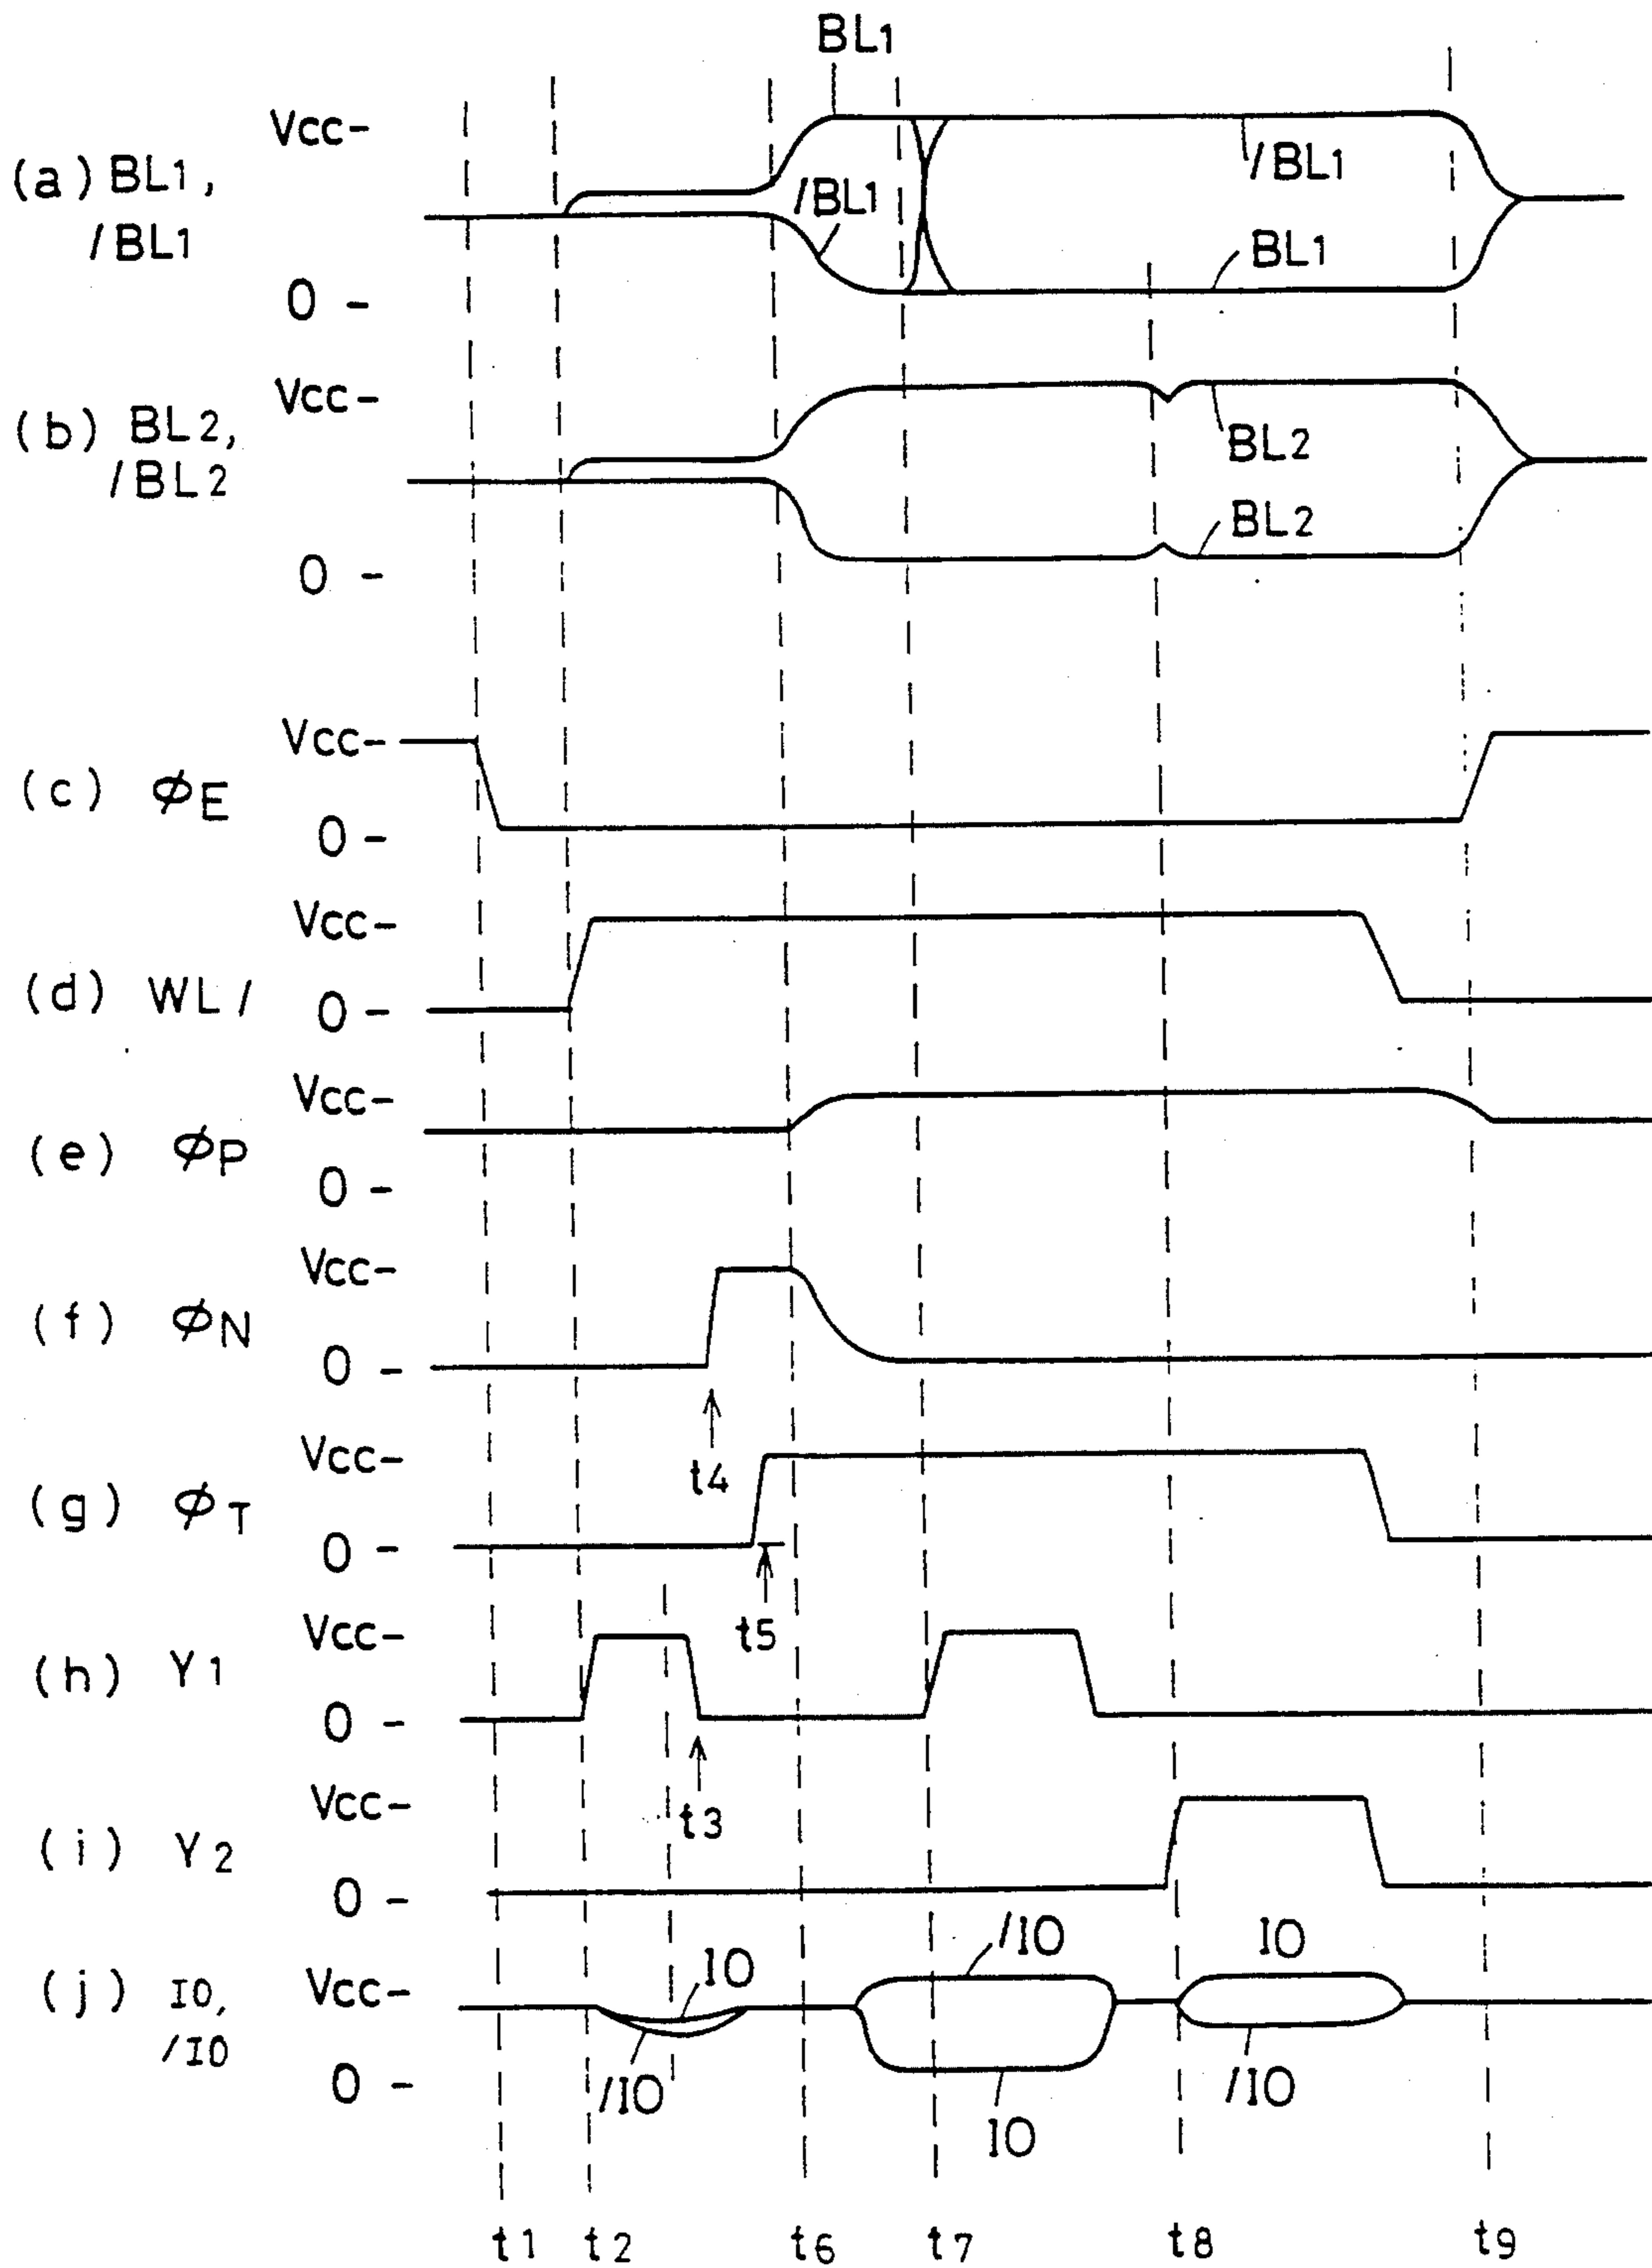 BL1
Vcc-
(a) BL1,
/BL1
/BL1
/BL1
BL1
0 -
Vcc-
(b) BL2,
/BL2
BL2
BL2
0 -
Vcc-
(c) ϕE
0 -
Vcc-
(d) WL/
0 -
Vcc-
(e) ϕP
0 -
Vcc-
(f) ϕN
0 -
t4
Vcc-
(g) ϕT
0 -
t5
Vcc-
(h) Y1
0 -
t3
Vcc-
(i) Y2
0 -
/IO
IO
IO
(j) IO,
/IO
Vcc-
/IO
/IO
0 -
IO
t1 t2 t6 t7 t8 t9